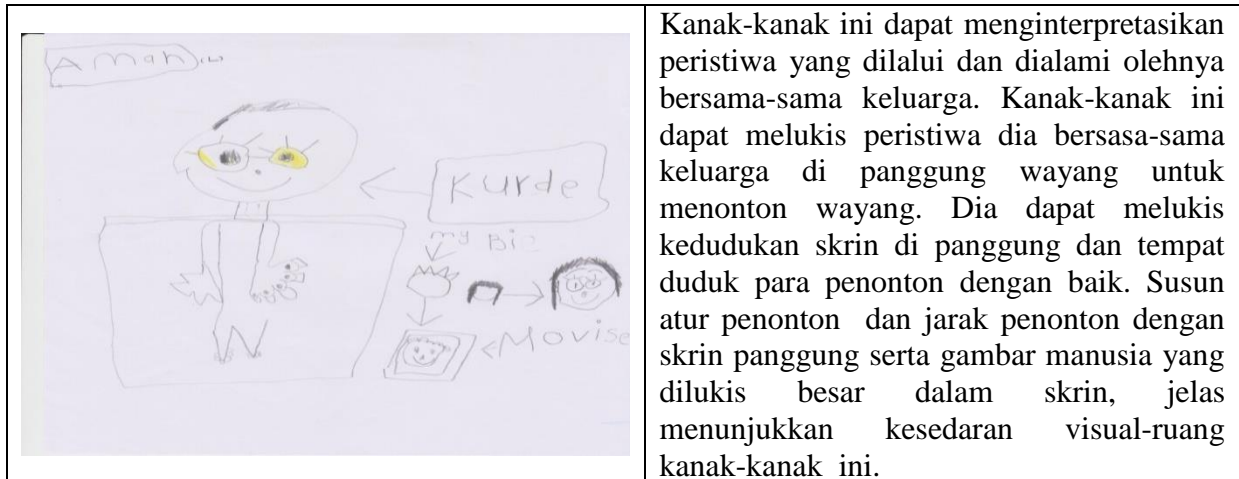 Aman
Kurde
my Bie
Movise
Kanak-kanak ini dapat menginterpretasikan
peristiwa yang dilalui dan dialami olehnya
bersama-sama keluarga. Kanak-kanak ini
dapat melukis peristiwa dia bersasa-sama
keluarga di panggung wayang untuk
menonton wayang. Dia dapat melukis
kedudukan skrin di panggung dan tempat
duduk para penonton dengan baik. Susun
atur penonton dan jarak penonton dengan
skrin panggung serta gambar manusia yang
dilukis besar dalam skrin, jelas
menunjukkan kesedaran visual-ruang
kanak-kanak ini.